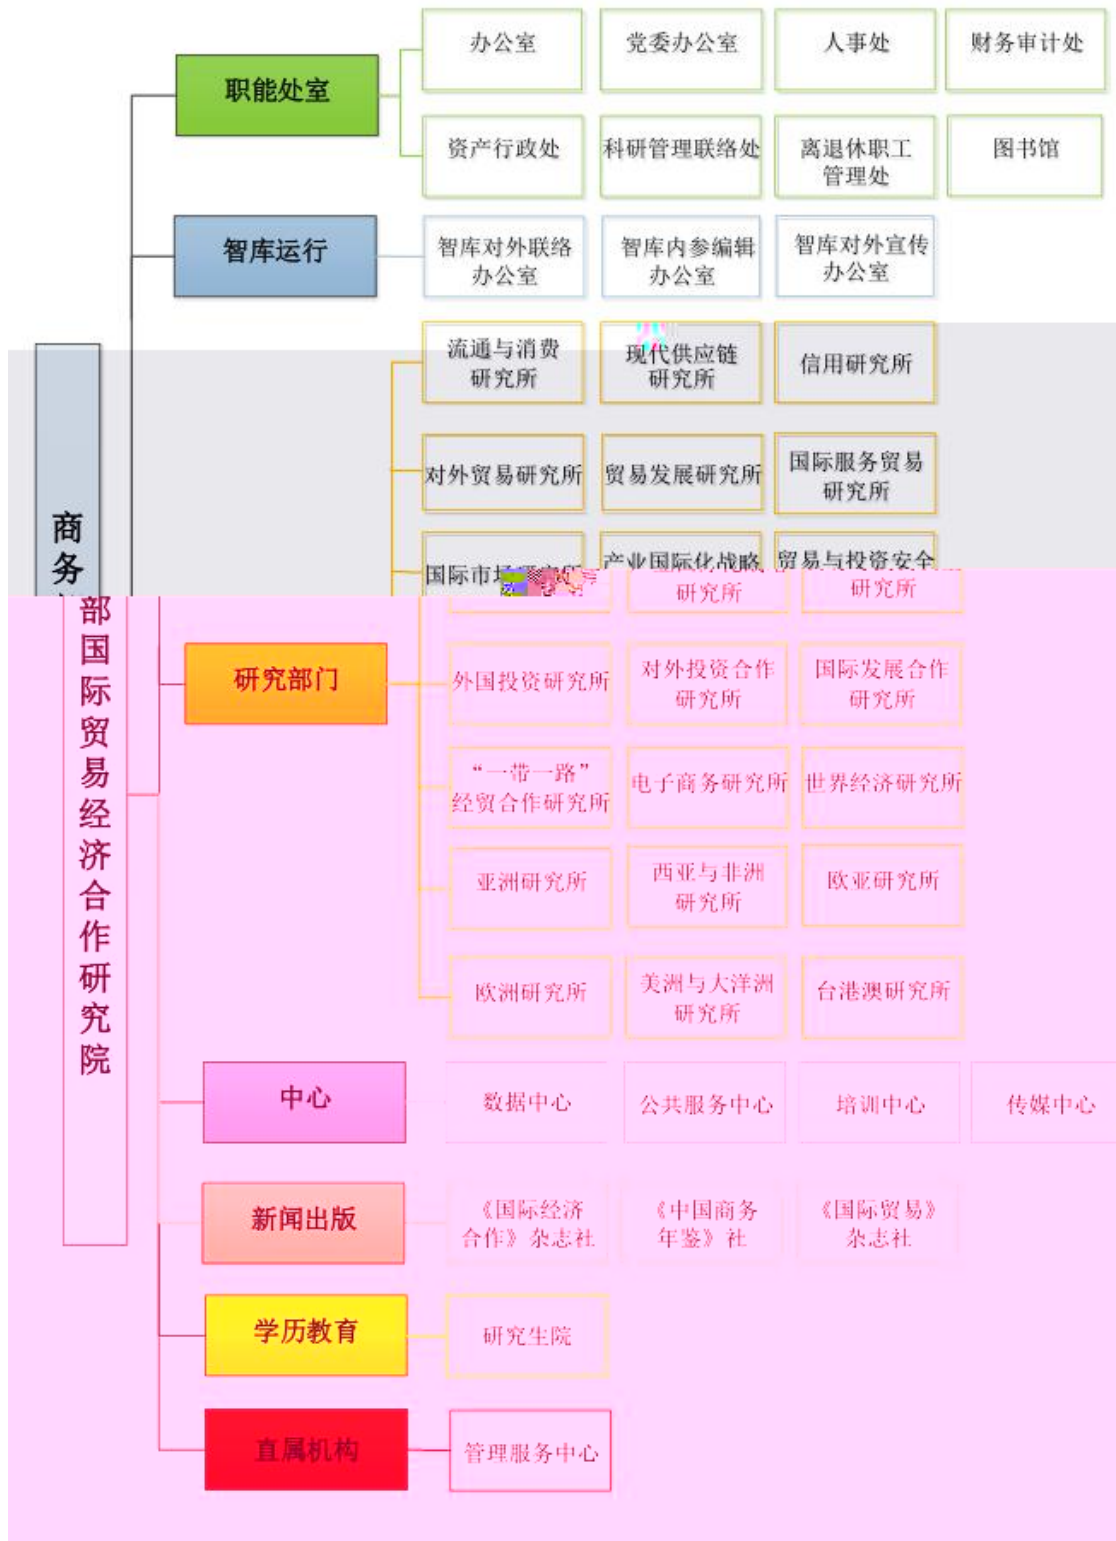 商务部国际贸易经济合作研究院
职能处室
办公室
党委办公室
人事处
财务审计处
资产行政处
科研管理联络处
离退休职工
管理处
图书馆
智库运行
智库对外联络
办公室
智库内参编辑
办公室
智库对外宣传
办公室
研究部门
流通与消费
研究所
现代供应链
研究所
信用研究所
对外贸易研究所
贸易发展研究所
国际服务贸易
研究所
国际市场研究所
产业国际化战略
研究所
贸易与投资安全
研究所
外国投资研究所
对外投资合作
研究所
国际发展合作
研究所
“一带一路”
经贸合作研究所
电子商务研究所
世界经济研究所
亚洲研究所
西亚与非洲
研究所
欧亚研究所
欧洲研究所
美洲与大洋洲
研究所
台港澳研究所
中心
数据中心
公共服务中心
培训中心
传媒中心
新闻出版
《国际经济
合作》杂志社
《中国商务
年鉴》社
《国际贸易》
杂志社
学历教育
研究生院
直属机构
管理服务中心